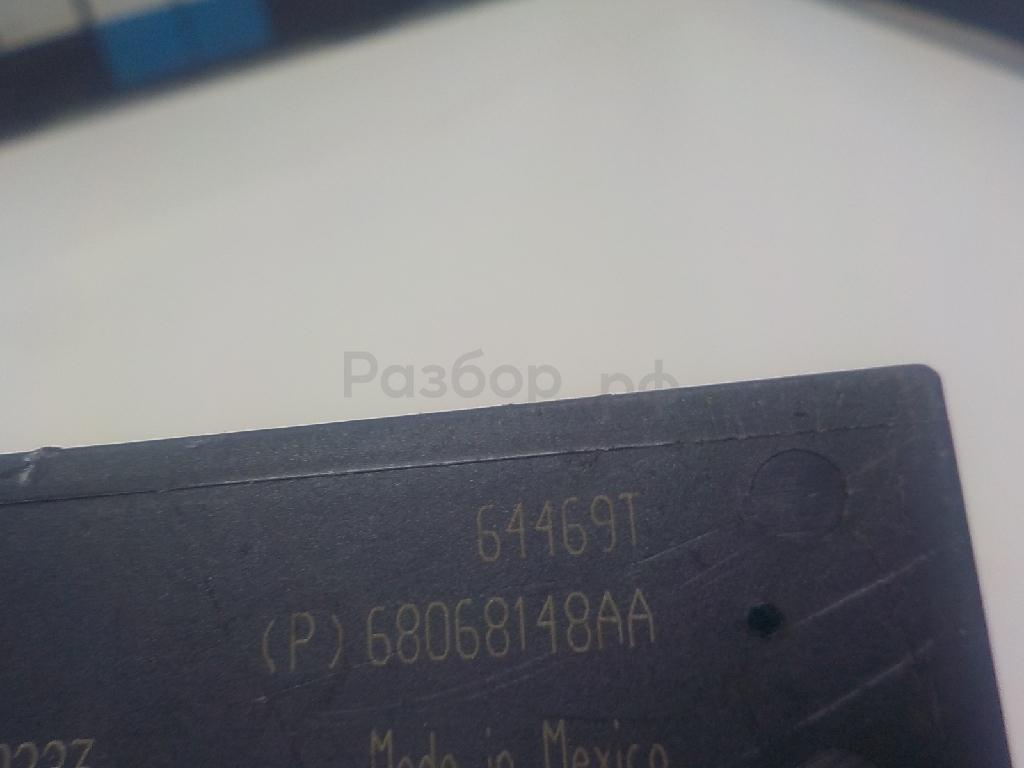 Разбор.рф
64469T
(P) 68068148AA
Made in Mexico